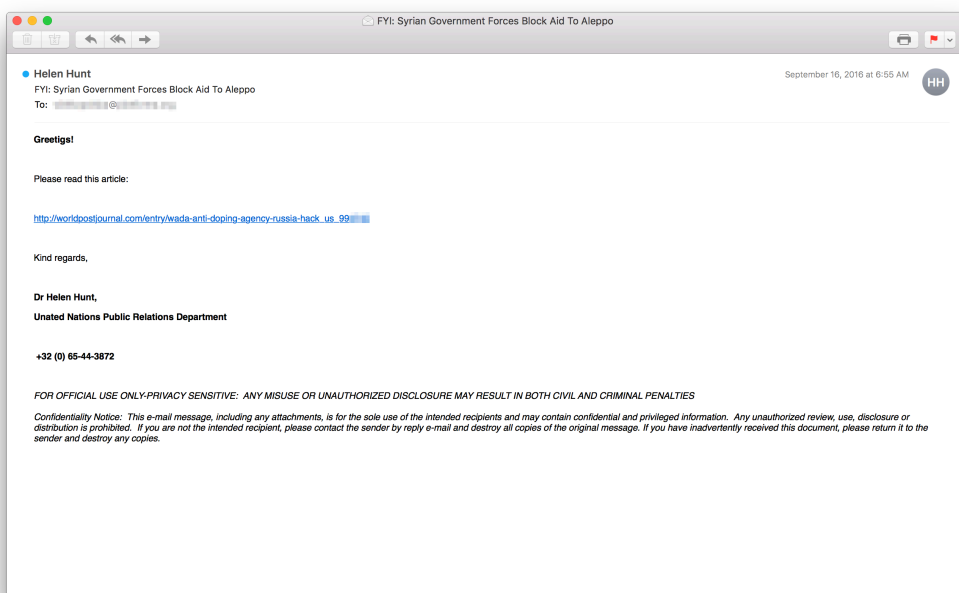 FYI: Syrian Government Forces Block Aid To Aleppo
Helen Hunt
September 16, 2016 at 6:55 AM
HH
FYI: Syrian Government Forces Block Aid To Aleppo
To:
@
Greetigs!
Please read this article:
http://worldpostjournal.com/entry/wada-anti-doping-agency-russia-hack_us_99
Kind regards,
Dr Helen Hunt,
Unated Nations Public Relations Department
+32 (0) 65-44-3872
FOR OFFICIAL USE ONLY-PRIVACY SENSITIVE: ANY MISUSE OR UNAUTHORIZED DISCLOSURE MAY RESULT IN BOTH CIVIL AND CRIMINAL PENALTIES
Confidentiality Notice: This e-mail message, including any attachments, is for the sole use of the intended recipients and may contain confidential and privileged information. Any unauthorized review, use, disclosure or
distribution is prohibited. If you are not the intended recipient, please contact the sender by reply e-mail and destroy all copies of the original message. If you have inadvertently received this document, please return it to the
sender and destroy any copies.